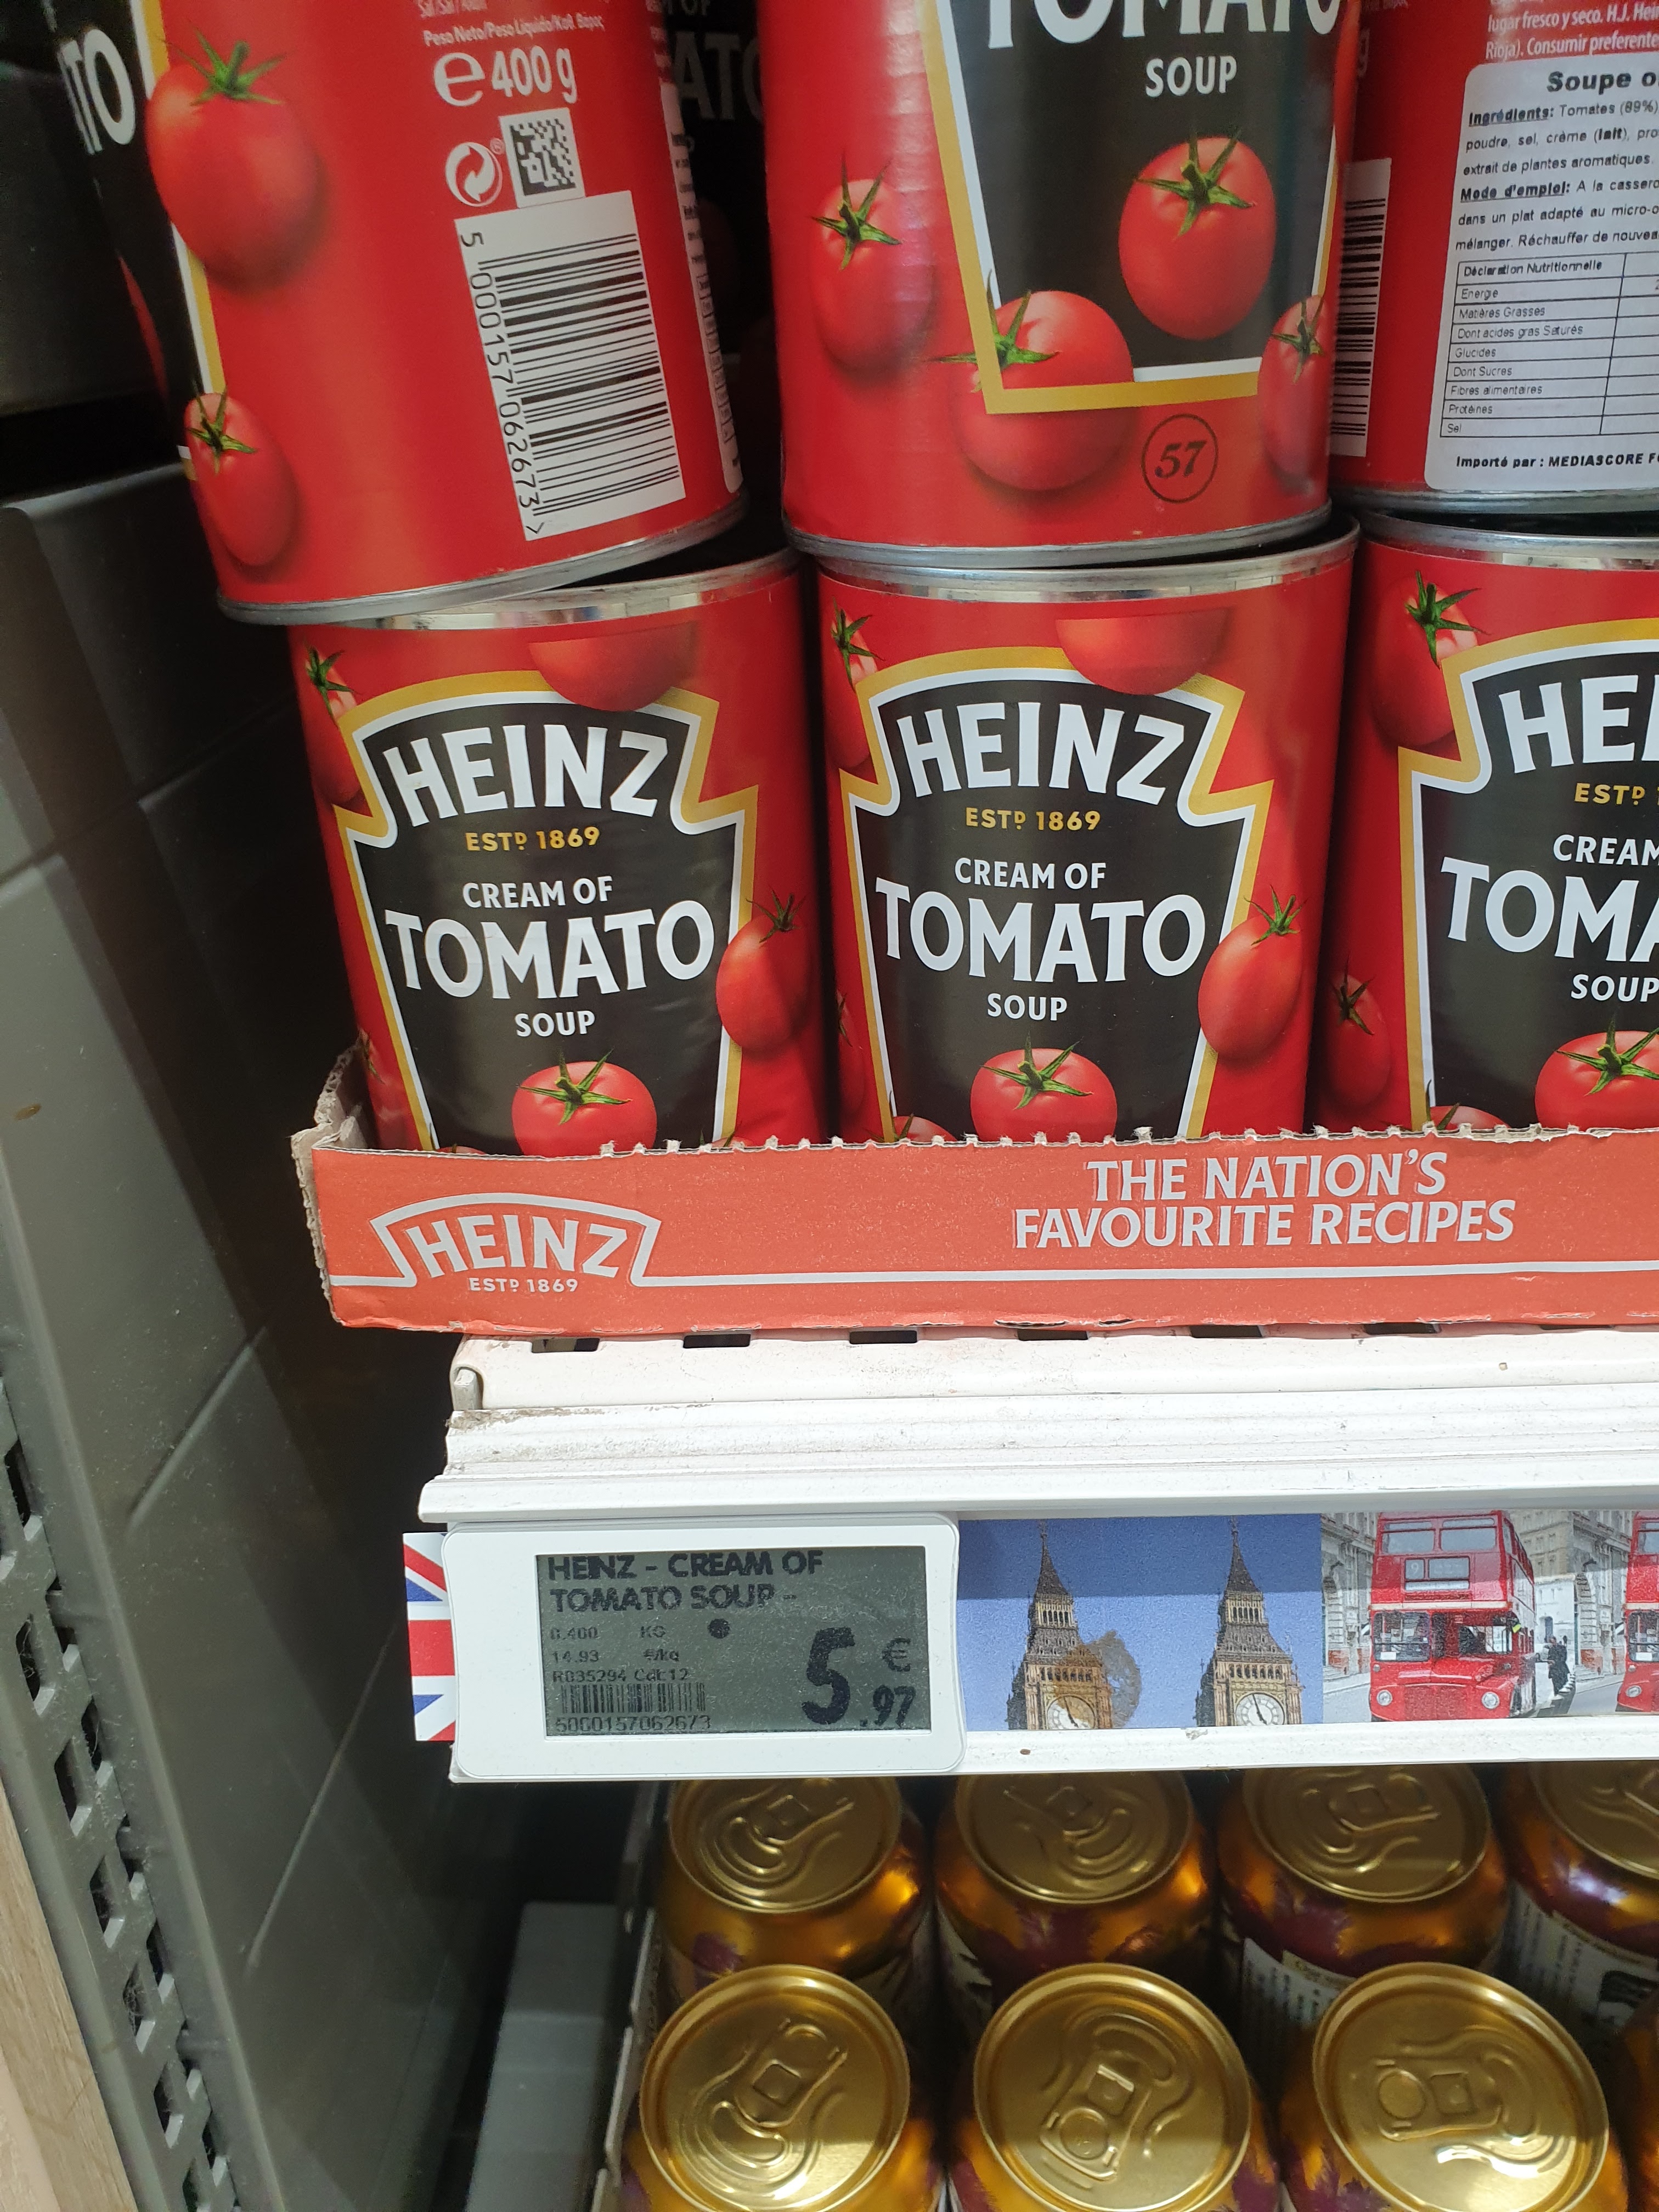 TO
Peso Neto/Peso Líquido/Καθ. Βάρος
e 400 g
5 000157 062673 >
TOMATO
SOUP
57
lugar fresco y seco. H.J. Hei
Rioja). Consumir preferente
Soupe
Ingrédients: Tomates (89%)
poudre, sel, crème (lait), pro
extrait de plantes aromatiques.
Mode d'emploi: A la cassero
dans un plat adapté au micro-o
mélanger. Réchauffer de nouvea
Déclaration Nutritionnelle
Energie
Matières Grasses
Dont acides gras Saturés
Glucides
Dont Sucres
Fibres alimentaires
Protéines
Sel
Importé par : MEDIASCORE F
HEINZ
ESTD 1869
CREAM OF
TOMATO
SOUP
HEINZ
ESTD 1869
CREAM OF
TOMATO
SOUP
HEI
ESTD 1
CREAM
TOMA
SOUP
HEINZ
ESTD 1869
THE NATION'S
FAVOURITE RECIPES
HEINZ - CREAM OF
TOMATO SOUP -
0.400 KG
14.93 €/kg
R035294 Cdt:12
5000157062673
5 € .97